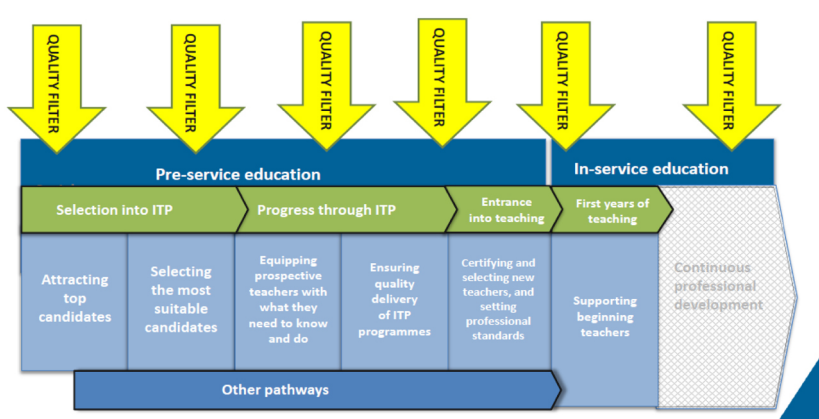 QUALITY FILTER
QUALITY FILTER
QUALITY FILTER
QUALITY FILTER
QUALITY FILTER
QUALITY FILTER
Pre-service education
In-service education
Selection into ITP
Progress through ITP
Entrance
into teaching
First years of
teaching
Attracting
top
candidates
Selecting
the most
suitable
candidates
Equipping
prospective
teachers with
what they
need to know
and do
Ensuring
quality
delivery
of ITP
programmes
Certifying and
selecting new
teachers, and
setting
professional
standards
Supporting
beginning
teachers
Continuous
professional
development
Other pathways